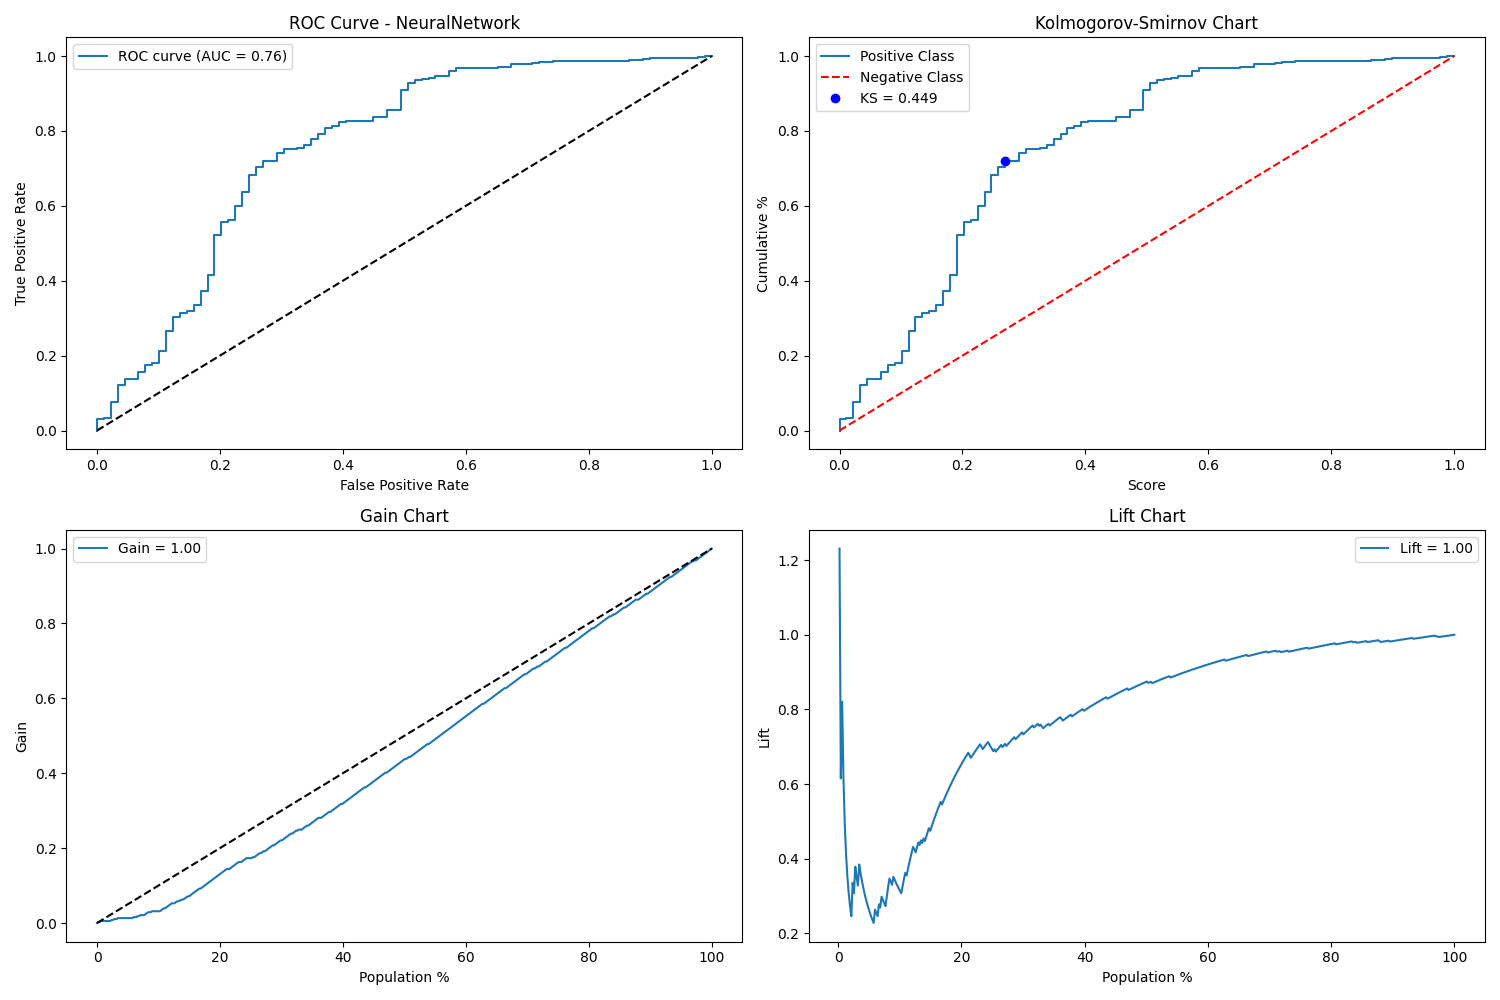 ROC Curve - NeuralNetwork
ROC curve (AUC = 0.76)
1.0
0.8
0.6
0.4
0.2
0.0
True Positive Rate
0.0 0.2 0.4 0.6 0.8 1.0
False Positive Rate
Kolmogorov-Smirnov Chart
Positive Class
Negative Class
KS = 0.449
1.0
0.8
0.6
0.4
0.2
0.0
Cumulative %
0.0 0.2 0.4 0.6 0.8 1.0
Score
Gain Chart
Gain = 1.00
1.0
0.8
0.6
0.4
0.2
0.0
Gain
0 20 40 60 80 100
Population %
Lift Chart
Lift = 1.00
1.2
1.0
0.8
0.6
0.4
0.2
Lift
0 20 40 60 80 100
Population %